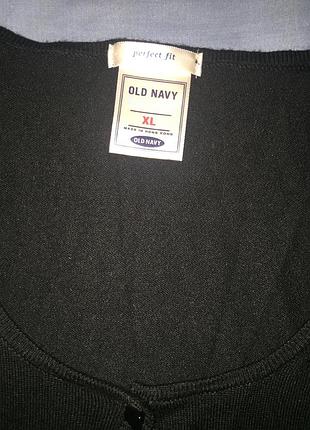 perfect fit
OLD NAVY
XL
MADE IN HONG KONG
OLD NAVY